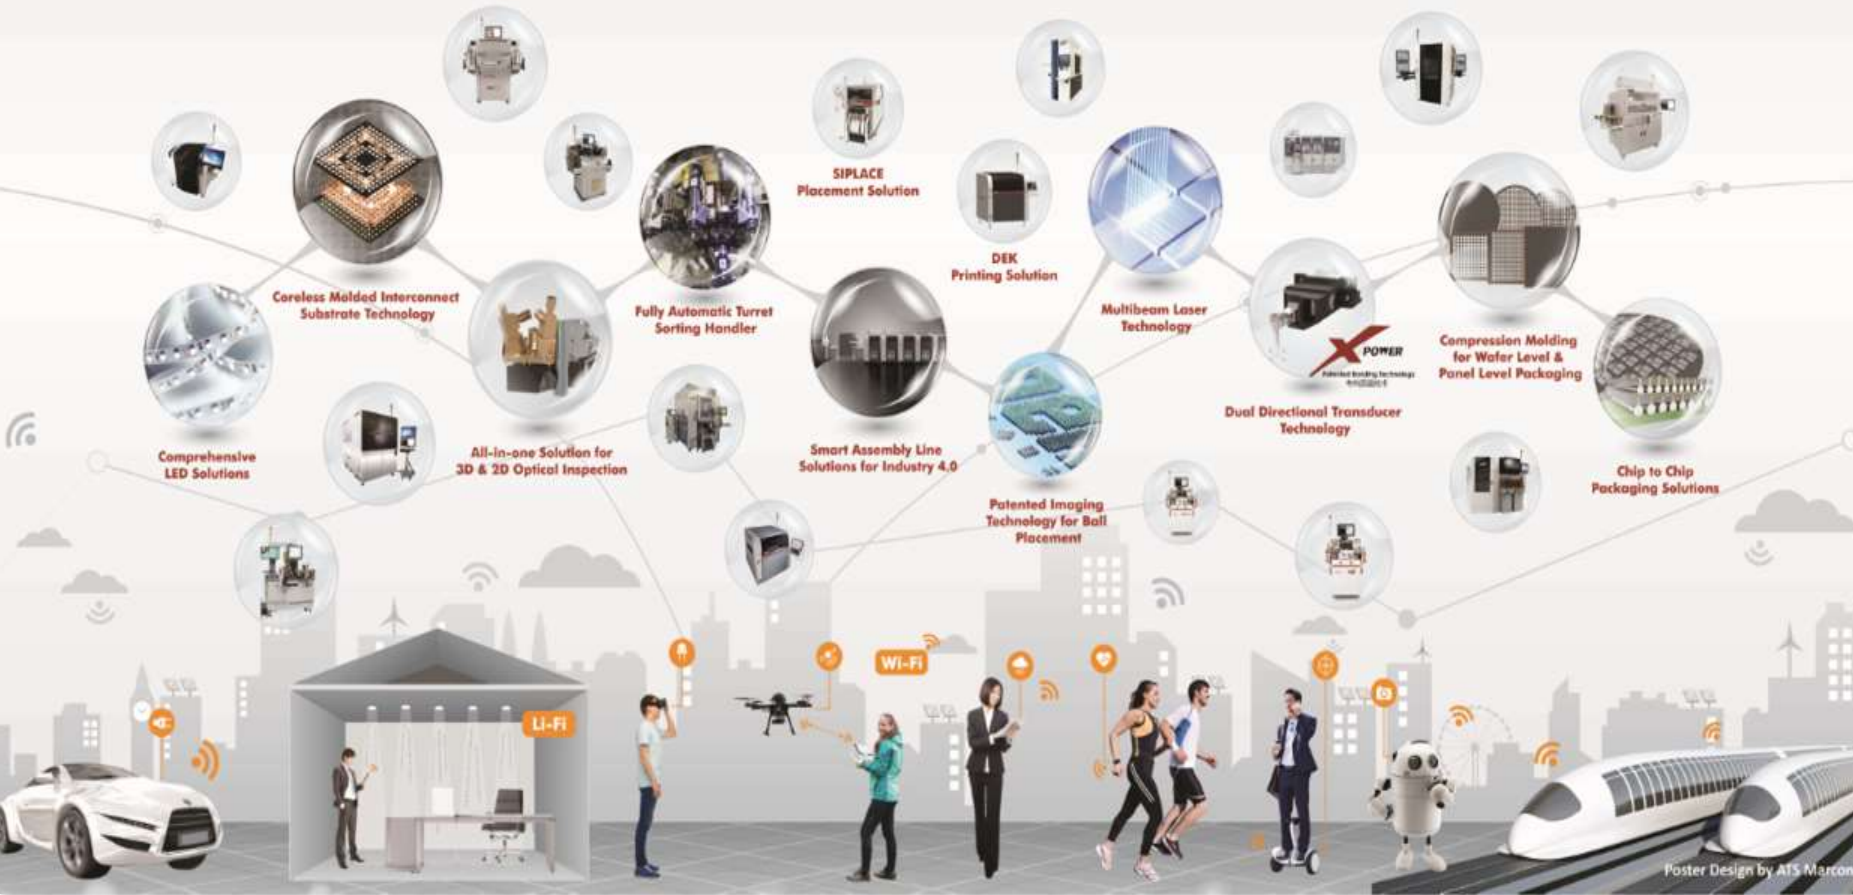 SIPLACE
Placement Solution
DEK
Printing Solution
Coreless Molded Interconnect
Substrate Technology
Fully Automatic Turret
Sorting Handler
Multibeam Laser
Technology
X POWER
Patented Bonding Technology
Compression Molding
for Wafer Level &
Panel Level Packaging
Dual Directional Transducer
Technology
Comprehensive
LED Solutions
All-in-one Solution for
3D & 2D Optical Inspection
Smart Assembly Line
Solutions for Industry 4.0
Chip to Chip
Packaging Solutions
Patented Imaging
Technology for Ball
Placement
Wi-Fi
Li-Fi
Poster Design by ATS Marcom